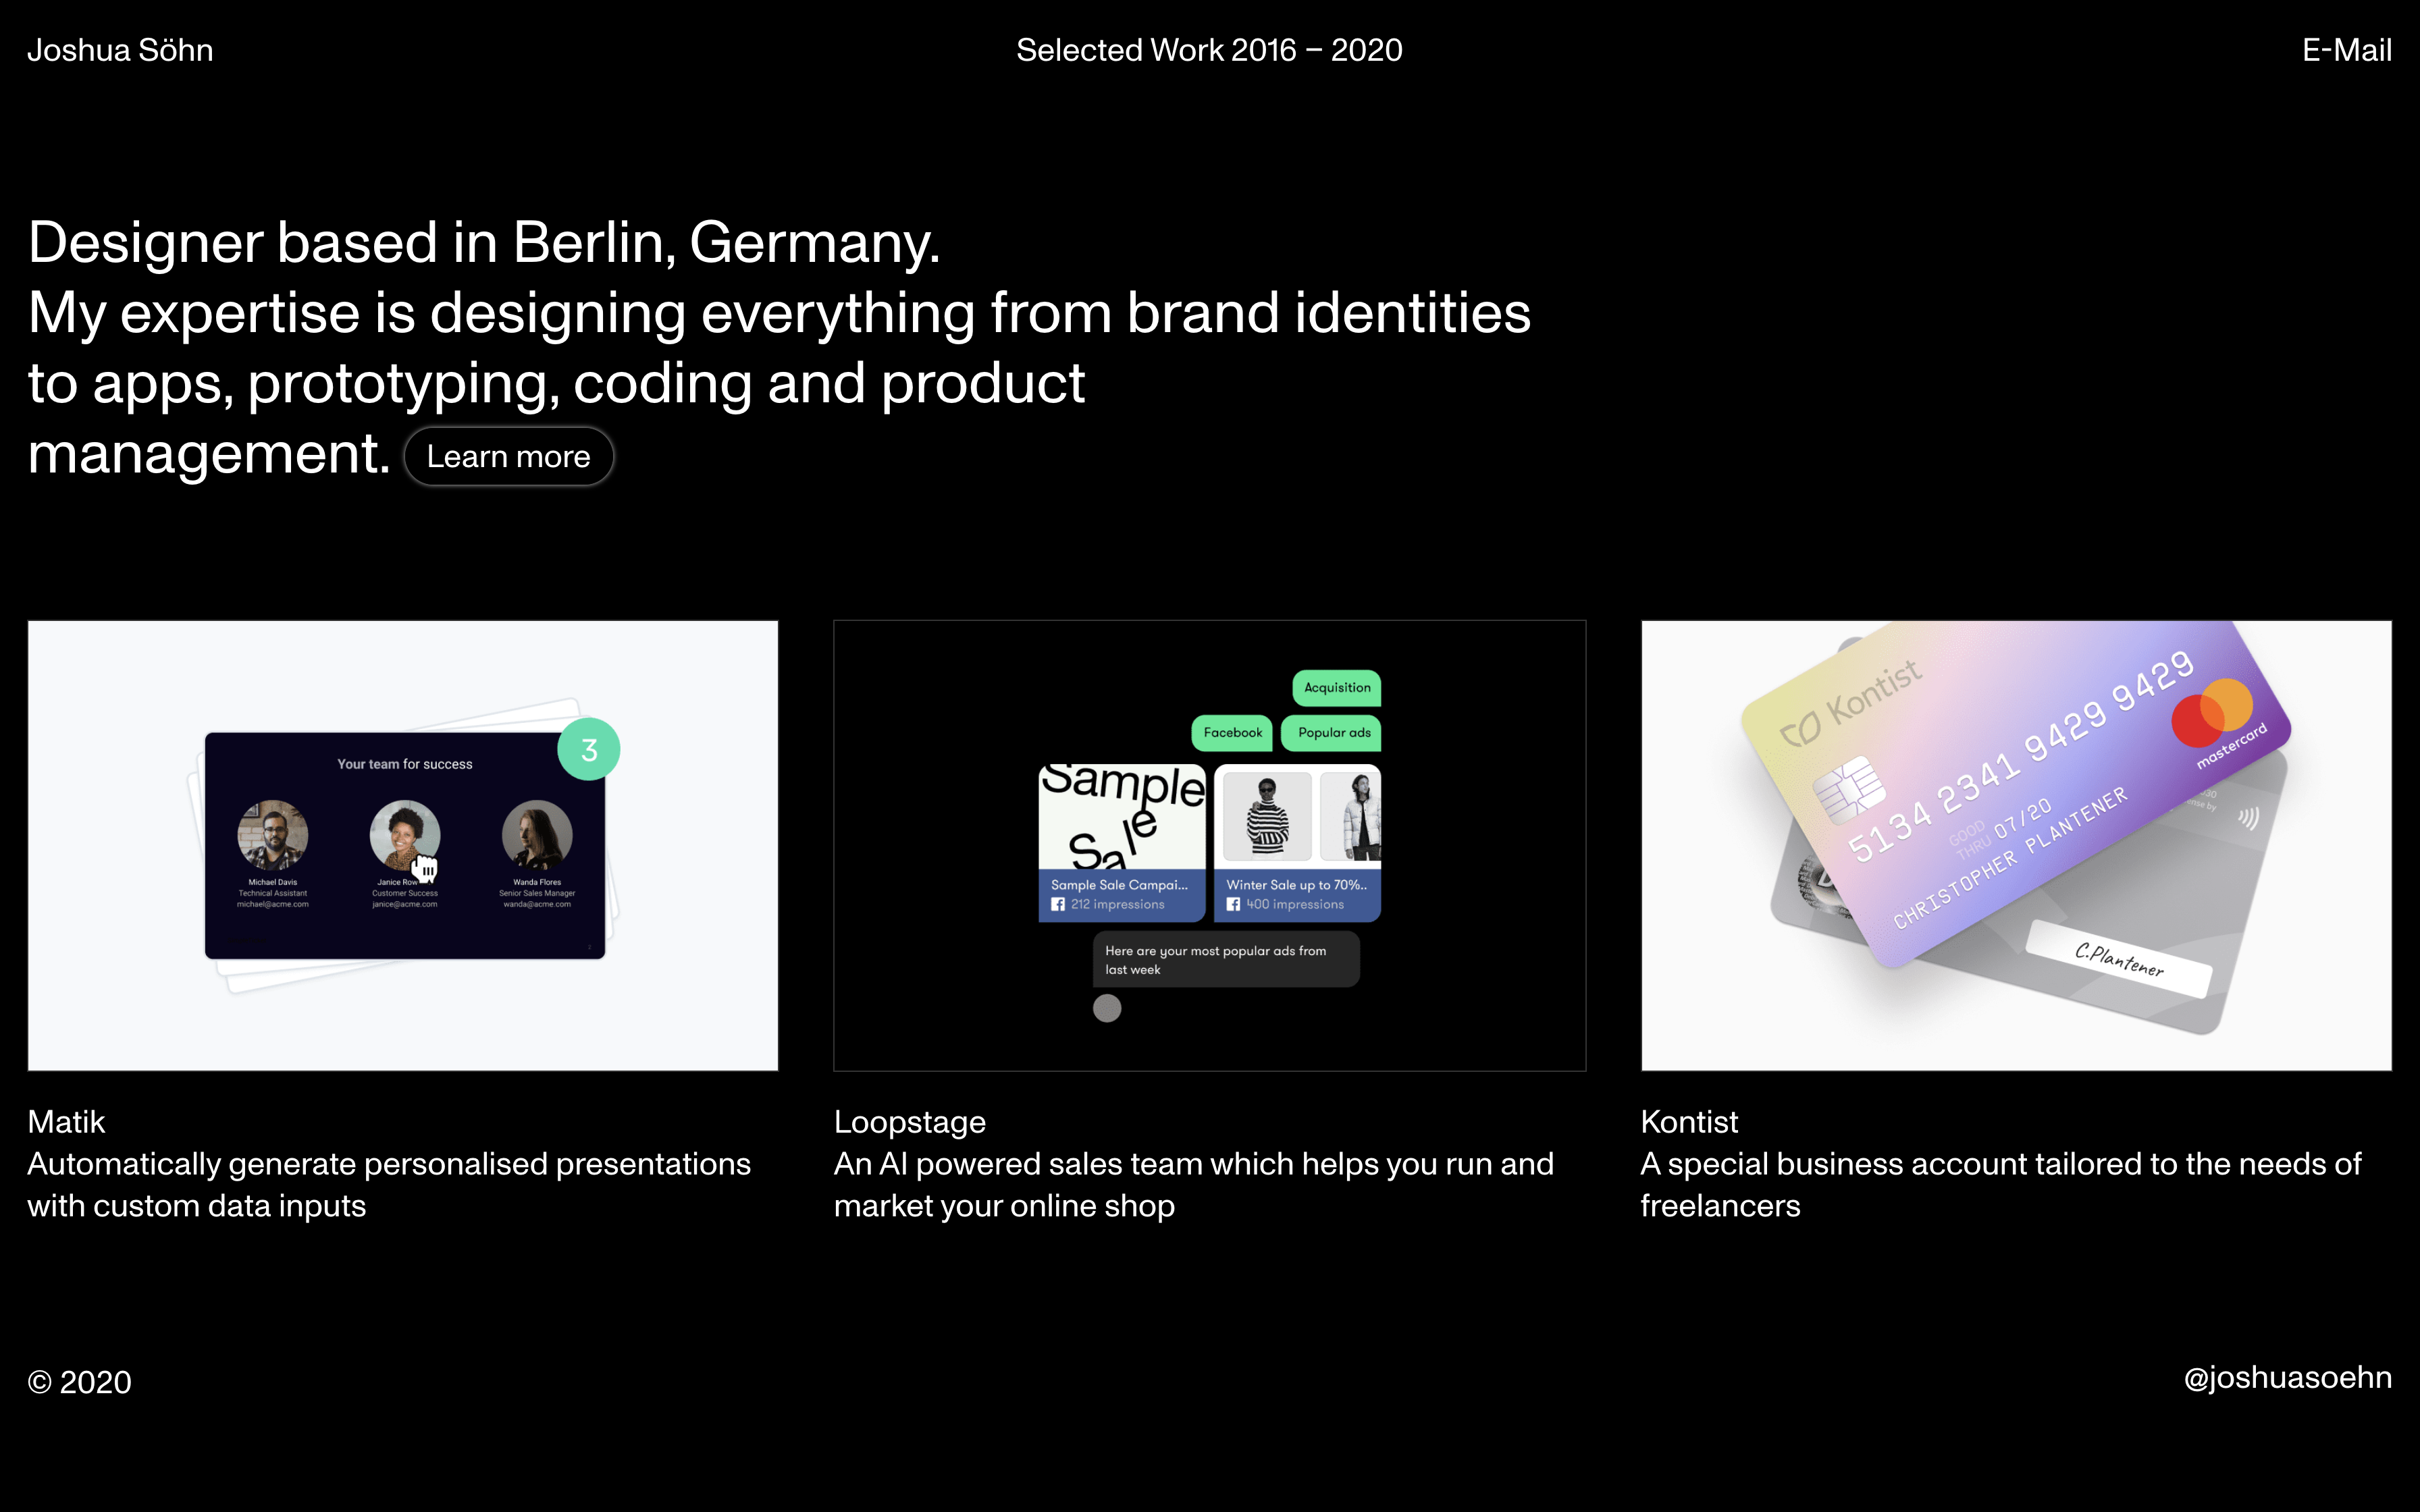 Joshua Söhn
Selected Work 2016 – 2020
E-Mail
Designer based in Berlin, Germany.
My expertise is designing everything from brand identities
to apps, prototyping, coding and product
management.
Learn more
Your team for success
3
Michael Davis
Technical Assistant
michael@acme.com
Janice Row
Customer Success
janice@acme.com
Wanda Flores
Senior Sales Manager
wanda@acme.com
Acquisition
Facebook
Popular ads
Sample
Sale
Sample Sale Campai...
212 impressions
Winter Sale up to 70%..
400 impressions
Here are your most popular ads from
last week
Kontist
5134 2341 9429 9429
GOOD
THRU
07/20
CHRISTOPHER PLANTENER
mastercard
C.Plantener
Matik
Automatically generate personalised presentations
with custom data inputs
Loopstage
An AI powered sales team which helps you run and
market your online shop
Kontist
A special business account tailored to the needs of
freelancers
© 2020
@joshuasoehn